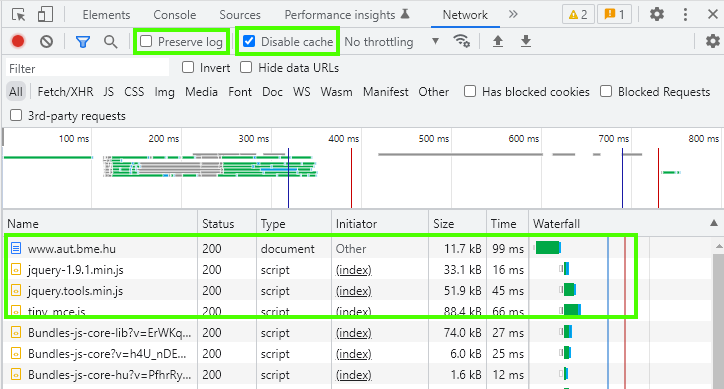 Elements Console Sources Performance insights Network 2 1
Preserve log Disable cache No throttling
Filter Invert Hide data URLs
All Fetch/XHR JS CSS Img Media Font Doc WS Wasm Manifest Other Has blocked cookies Blocked Requests
3rd-party requests
100 ms 200 ms 300 ms 400 ms 500 ms 600 ms 700 ms 800 ms
Name Status Type Initiator Size Time Waterfall
www.aut.bme.hu 200 document Other 11.7 kB 99 ms
jquery-1.9.1.min.js 200 script (index) 33.1 kB 16 ms
jquery.tools.min.js 200 script (index) 51.9 kB 45 ms
tiny_mce.js 200 script (index) 88.4 kB 66 ms
Bundles-js-core-lib?v=ErWKq... 200 script (index) 74.0 kB 27 ms
Bundles-js-core?v=h4U_nDE... 200 script (index) 6.0 kB 25 ms
Bundles-js-core-hu?v=PfhrRy... 200 script (index) 1.6 kB 12 ms